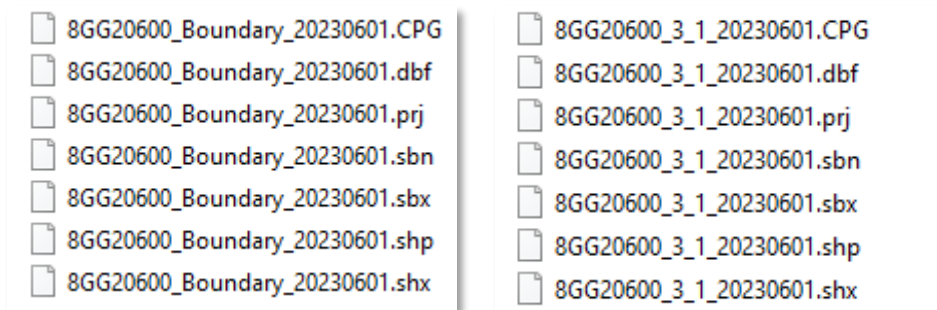 8GG20600_Boundary_20230601.CPG
8GG20600_Boundary_20230601.dbf
8GG20600_Boundary_20230601.prj
8GG20600_Boundary_20230601.sbn
8GG20600_Boundary_20230601.sbx
8GG20600_Boundary_20230601.shp
8GG20600_Boundary_20230601.shx
8GG20600_3_1_20230601.CPG
8GG20600_3_1_20230601.dbf
8GG20600_3_1_20230601.prj
8GG20600_3_1_20230601.sbn
8GG20600_3_1_20230601.sbx
8GG20600_3_1_20230601.shp
8GG20600_3_1_20230601.shx